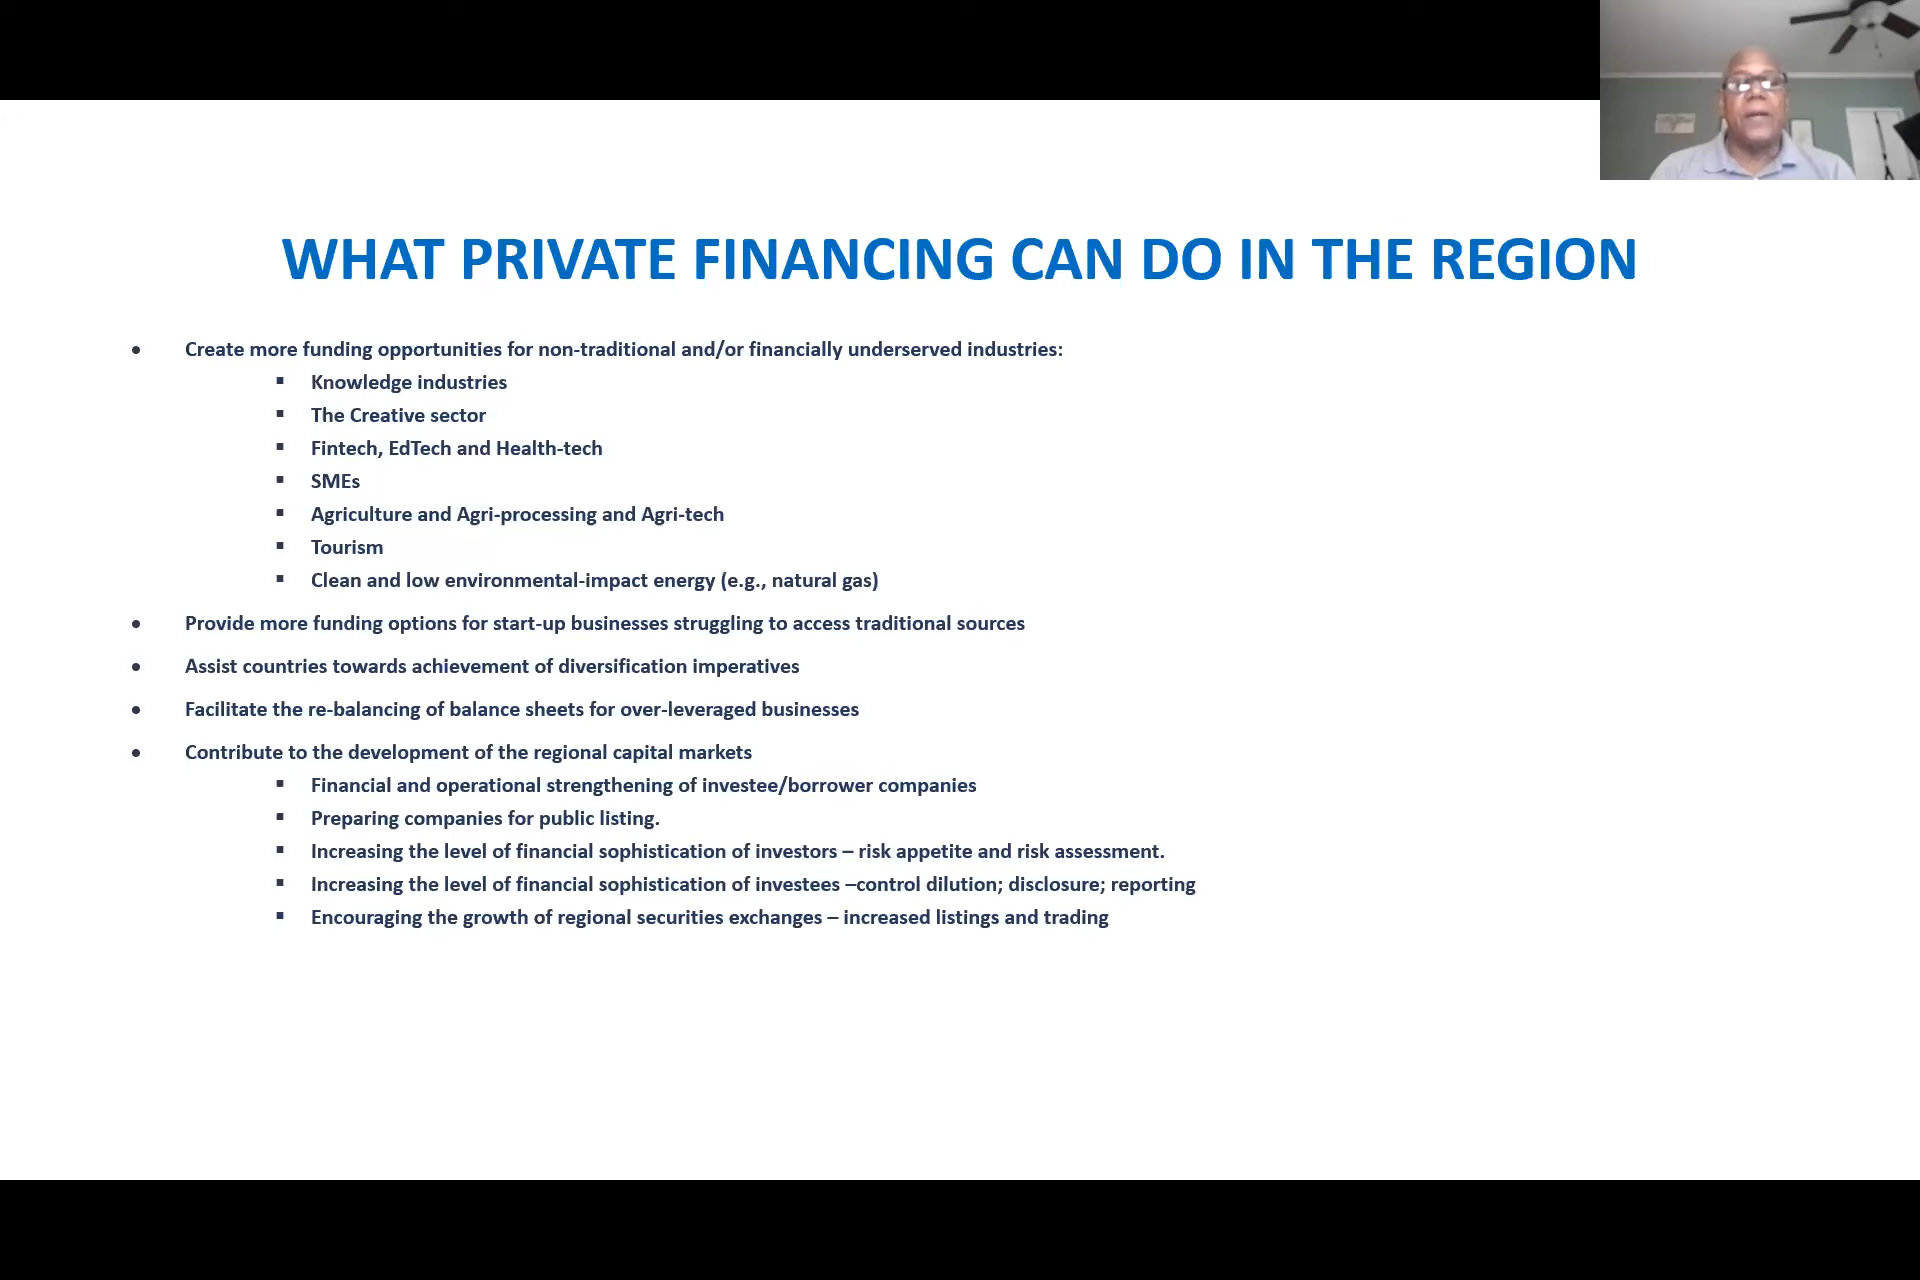 WHAT PRIVATE FINANCING CAN DO IN THE REGION
• Create more funding opportunities for non-traditional and/or financially underserved industries:
▪ Knowledge industries
▪ The Creative sector
▪ Fintech, EdTech and Health-tech
▪ SMEs
▪ Agriculture and Agri-processing and Agri-tech
▪ Tourism
▪ Clean and low environmental-impact energy (e.g., natural gas)
• Provide more funding options for start-up businesses struggling to access traditional sources
• Assist countries towards achievement of diversification imperatives
• Facilitate the re-balancing of balance sheets for over-leveraged businesses
• Contribute to the development of the regional capital markets
▪ Financial and operational strengthening of investee/borrower companies
▪ Preparing companies for public listing.
▪ Increasing the level of financial sophistication of investors – risk appetite and risk assessment.
▪ Increasing the level of financial sophistication of investees –control dilution; disclosure; reporting
▪ Encouraging the growth of regional securities exchanges – increased listings and trading